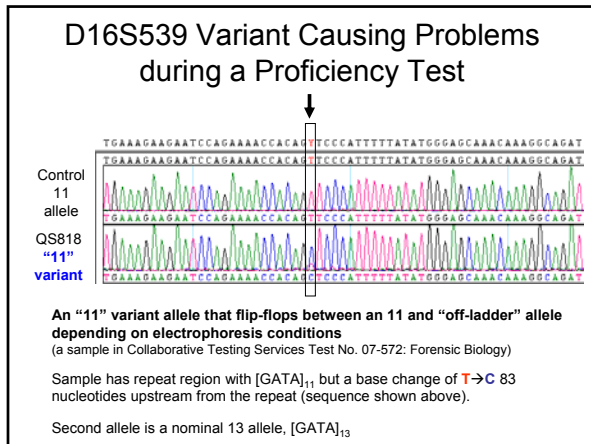 D16S539 Variant Causing Problems
during a Proficiency Test
TGAAAGAAGAATCCAGAAAACCACAGYTCCCATTTTTATATGGGAGCAAACAAAGGCAGAT
TGAAAGAAGAATCCAGAAAACCACAGTTCCCATTTTTATATGGGAGCAAACAAAGGCAGAT
Control
11
allele
TGAAAGAAGAATCCAGAAAACCACAGTTCCCATTTTTATATGGGAGCAAACAAAGGCAGAT
QS818
“11”
variant
TGAAAGAAGAATCCAGAAAACCACAGCTCCCATTTTTATATGGGAGCAAACAAAGGCAGAT
An “11” variant allele that flip-flops between an 11 and “off-ladder” allele
depending on electrophoresis conditions
(a sample in Collaborative Testing Services Test No. 07-572: Forensic Biology)
Sample has repeat region with [GATA]11 but a base change of T→C 83
nucleotides upstream from the repeat (sequence shown above).
Second allele is a nominal 13 allele, [GATA]13